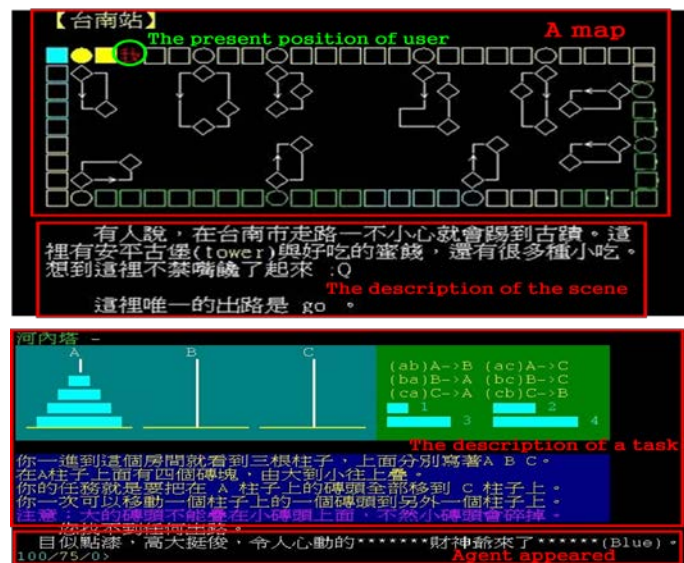 【台南站】
A map
The present position of user
有人說，在台南市走路一不小心就會踢到古蹟。這
裡有安平古堡(tower)與好吃的蜜餞，還有很多種小吃。
想到這裡不禁嘴饞了起來 :Q
The description of the scene
這裡唯一的出路是 go 。
河內塔 -
A B C
(ab)A->B (ac)A->C
(ba)B->A (bc)B->C
(ca)C->A (cb)C->B
1 2
3 4
The description of a task
你一進到這個房間就看到三根柱子，上面分別寫著A B C。
在A柱子上面有四個磚塊，由大到小往上疊。
你的任務就是要把在 A 柱子上的磚頭全部移到 C 柱子上。
你一次可以移動一個柱子上的一個磚頭到另外一個柱子上。
注意：大的磚頭不能疊在小磚頭上面，不然小磚頭會碎掉。
您找不到任何出路。
目似點漆，高大挺俊，令人心動的*******財神爺來了******(Blue)。
Agent appeared
100/75/0>